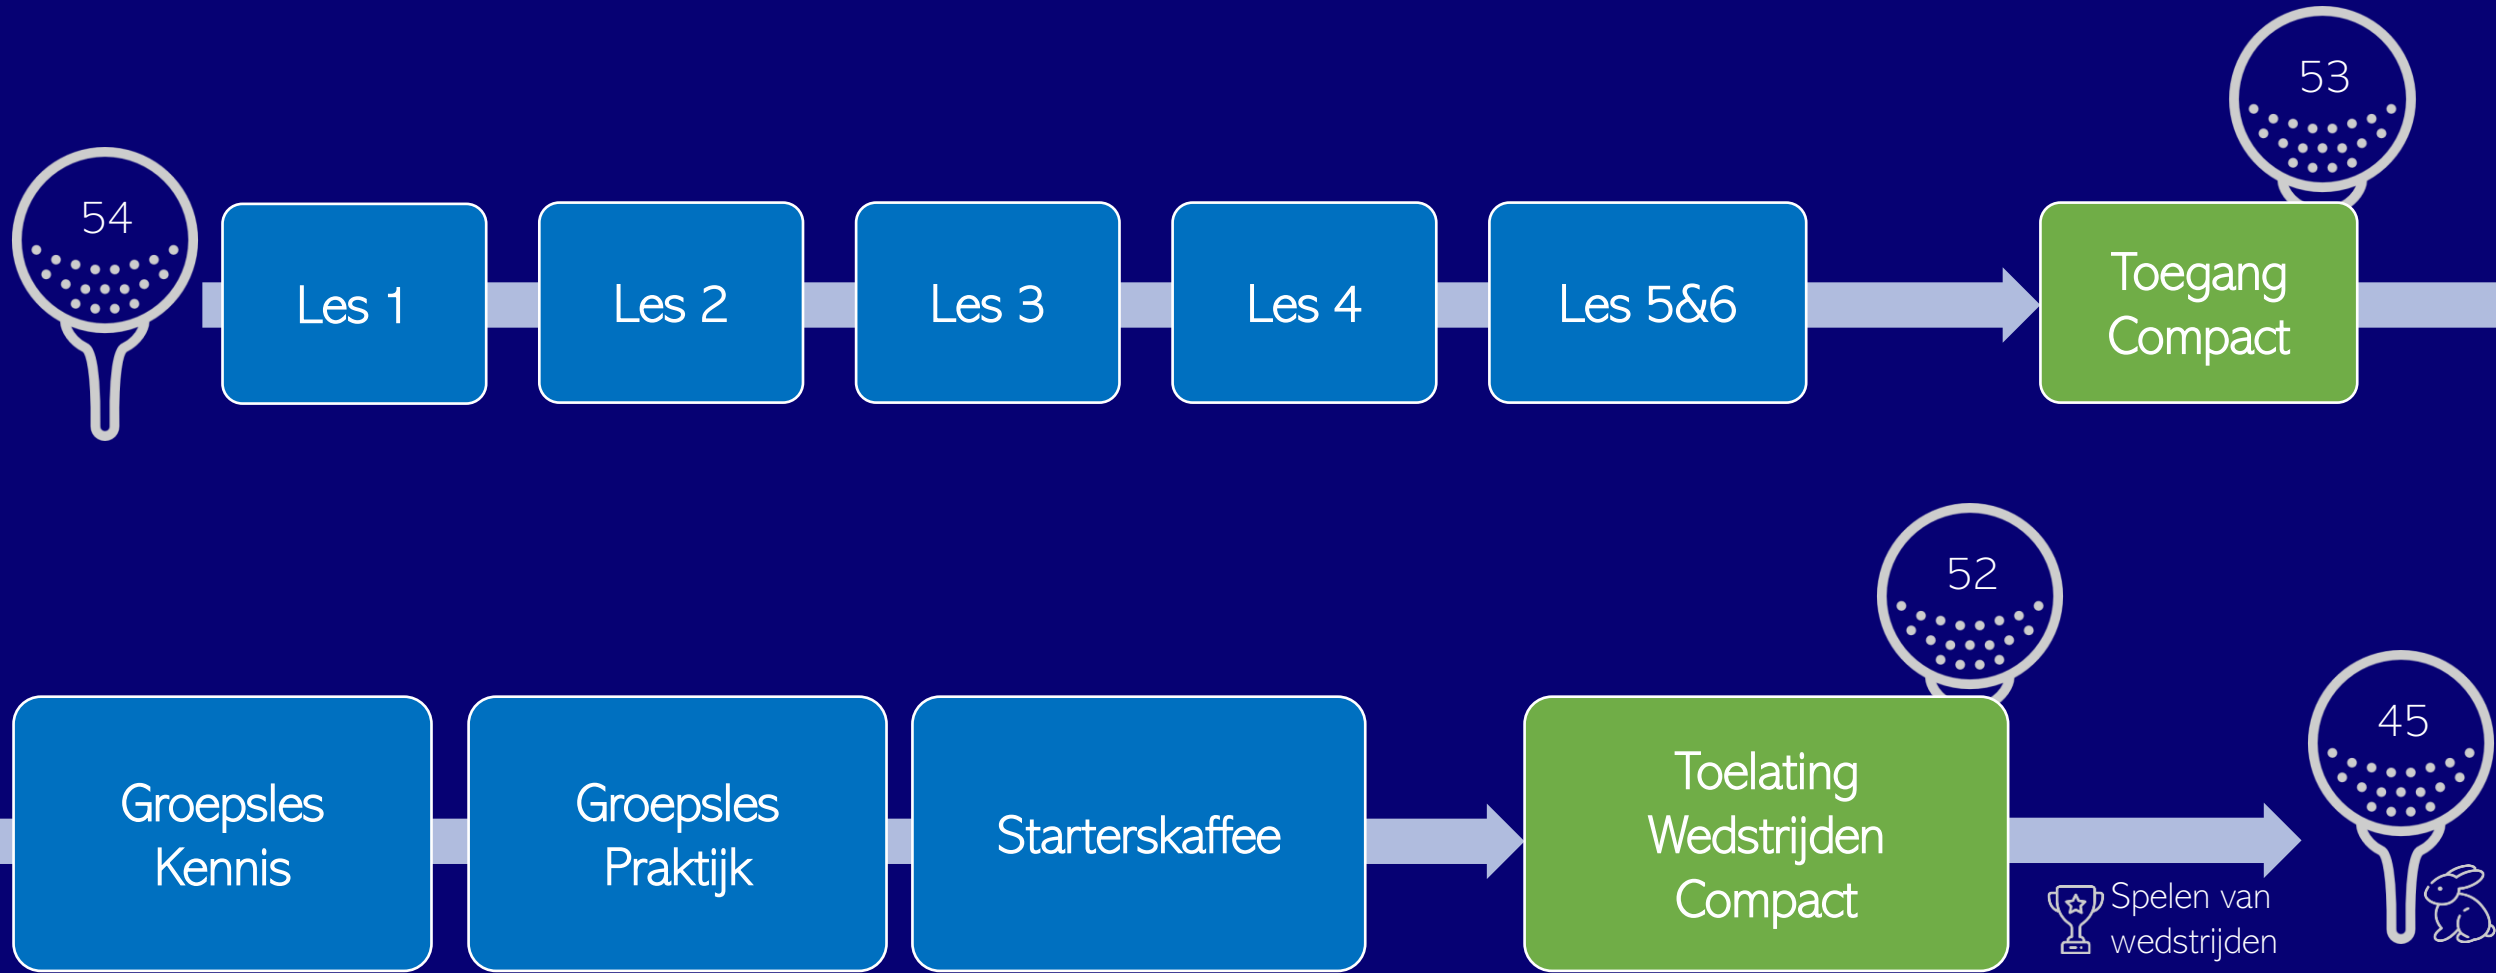 53
54
Les 1
Les 2
Les 3
Les 4
Les 5&6
Toegang
Compact
52
45
Groepsles
Kennis
Groepsles
Praktijk
Starterskaffee
Toelating
Wedstrijden
Compact
Spelen van
wedstrijden